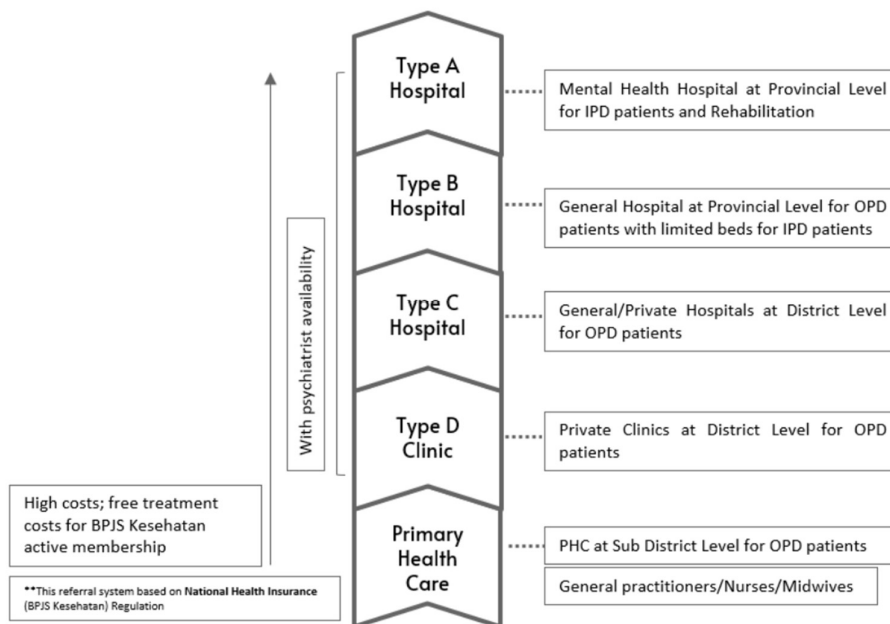 Type A
Hospital
Mental Health Hospital at Provincial Level
for IPD patients and Rehabilitation
Type B
Hospital
General Hospital at Provincial Level for OPD
patients with limited beds for IPD patients
With psychiatrist availability
Type C
Hospital
General/Private Hospitals at District Level
for OPD patients
Type D
Clinic
Private Clinics at District Level for OPD
patients
High costs; free treatment
costs for BPJS Kesehatan
active membership
Primary
Health
Care
PHC at Sub District Level for OPD patients
General practitioners/Nurses/Midwives
**This referral system based on National Health Insurance
(BPJS Kesehatan) Regulation